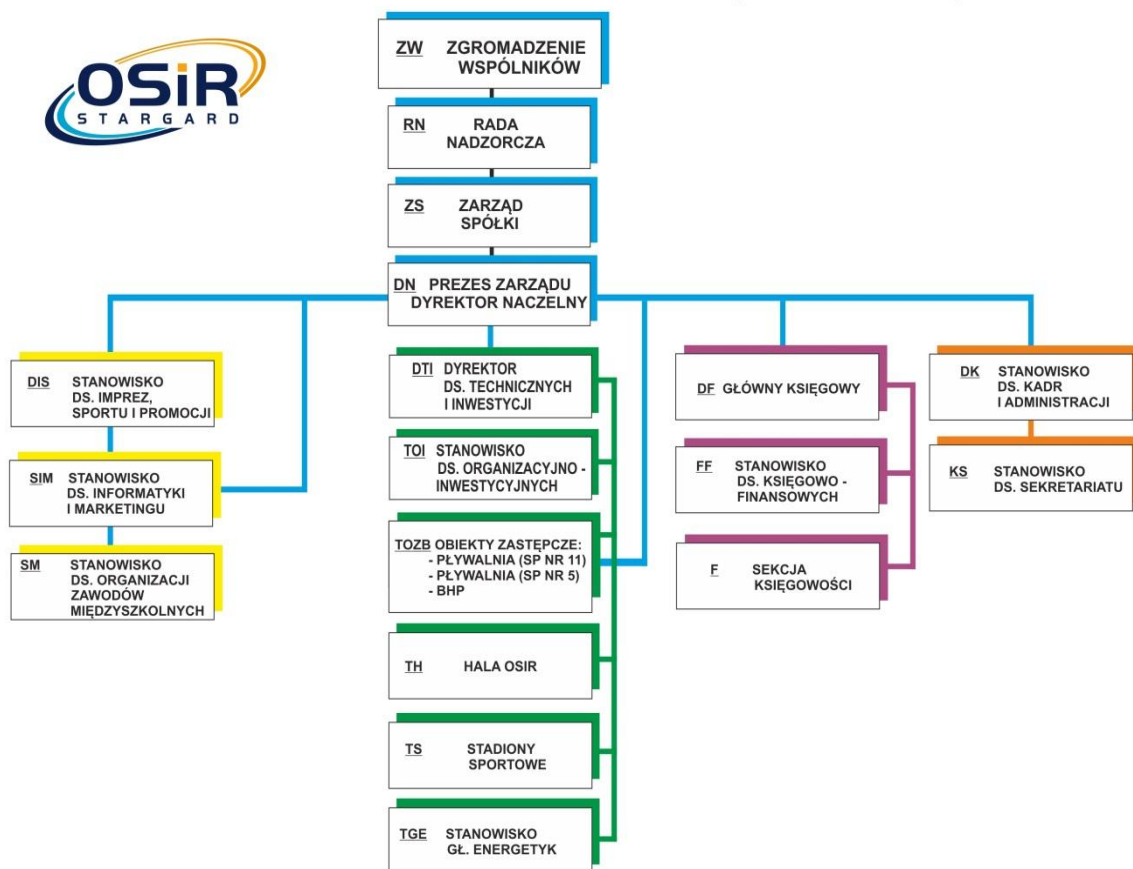 OSiR
STARGARD
ZW ZGROMADZENIE
WSPÓLNIKÓW
RN RADA
NADZORCZA
ZS ZARZĄD
SPÓŁKI
DN PREZES ZARZĄDU
DYREKTOR NACZELNY
DIS STANOWISKO
DS. IMPREZ,
SPORTU I PROMOCJI
SIM STANOWISKO
DS. INFORMATYKI
I MARKETINGU
SM STANOWISKO
DS. ORGANIZACJI
ZAWODÓW
MIĘDZYSZKOLNYCH
DTI DYREKTOR
DS. TECHNICZNYCH
I INWESTYCJI
TOI STANOWISKO
DS. ORGANIZACYJNO -
INWESTYCYJNYCH
TOZB OBIEKTY ZASTĘPCZE:
- PŁYWALNIA (SP NR 11)
- PŁYWALNIA (SP NR 5)
- BHP
TH HALA OSIR
TS STADIONY
SPORTOWE
TGE STANOWISKO
GŁ. ENERGETYK
DF GŁÓWNY KSIĘGOWY
FF STANOWISKO
DS. KSIĘGOWO -
FINANSOWYCH
F SEKCJA
KSIĘGOWOŚCI
DK STANOWISKO
DS. KADR
I ADMINISTRACJI
KS STANOWISKO
DS. SEKRETARIATU